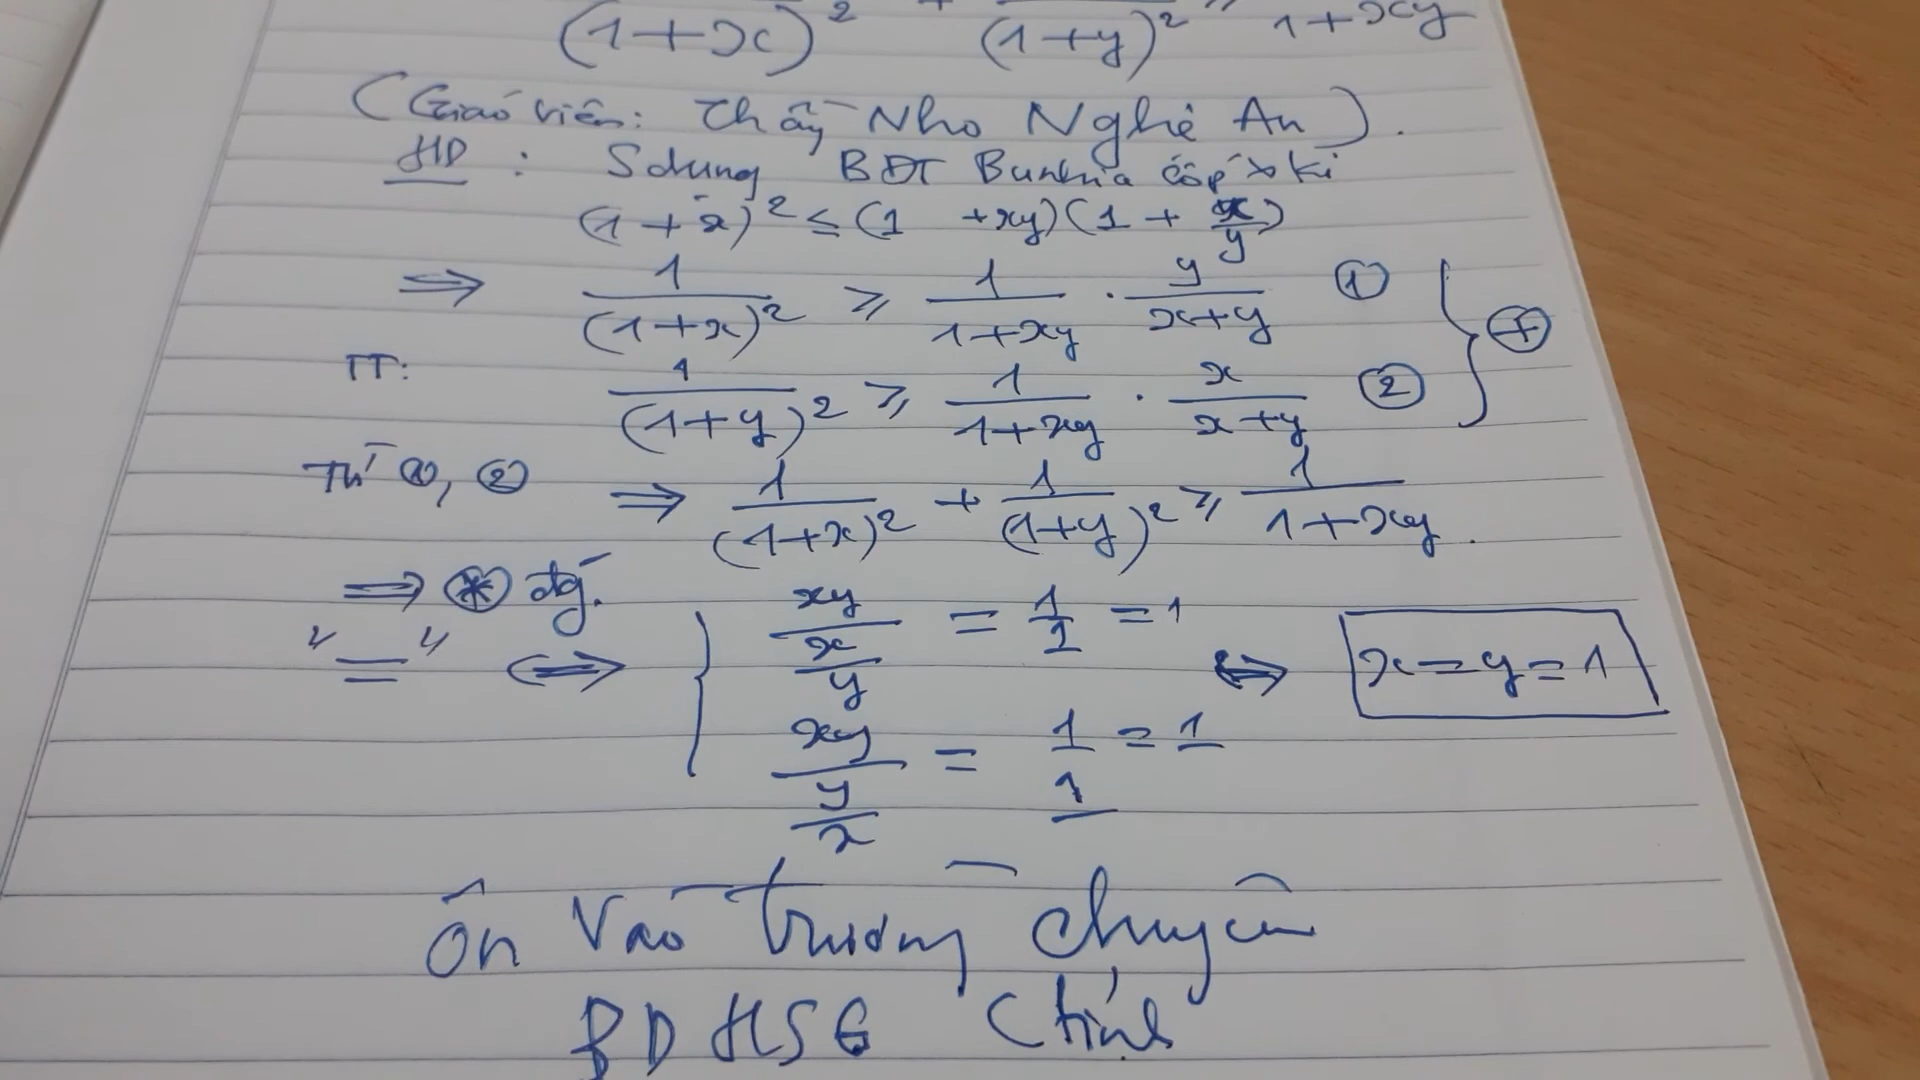 (1+x)² + (1+y)² ≥ 1+xy
(Giáo viên: Thầy Nho Nghệ An).
HD: Sdụng BĐT Bunhia cốpxki
(1+x)² ≤ (1 +xy)(1 + x/y)
⇒ 1/(1+x)² ≥ 1/(1+xy) · y/(x+y) ①
TT: 1/(1+y)² ≥ 1/(1+xy) · x/(x+y) ② } ⊕
Từ ①, ② ⇒ 1/(1+x)² + 1/(1+y)² ≥ 1/(1+xy).
⇒ ⊛ đg.
"=" ⇔ { xy/(x/y) = 1/1 = 1
xy/(y/x) = 1/1 = 1 ⇔ x=y=1
Ôn vào trường chuyên
BD HSG (tỉnh